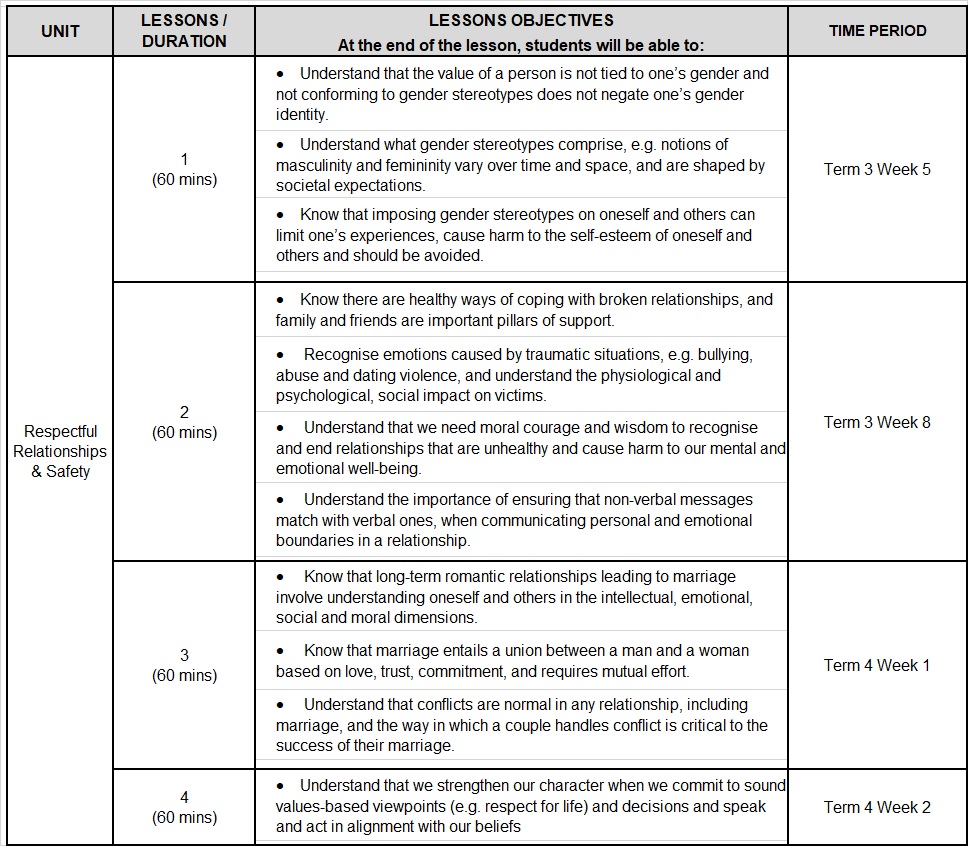 UNIT
LESSONS /
DURATION
LESSONS OBJECTIVES
At the end of the lesson, students will be able to:
TIME PERIOD
Respectful
Relationships
& Safety
1
(60 mins)
• Understand that the value of a person is not tied to one’s gender and
not conforming to gender stereotypes does not negate one’s gender
identity.
• Understand what gender stereotypes comprise, e.g. notions of
masculinity and femininity vary over time and space, and are shaped by
societal expectations.
• Know that imposing gender stereotypes on oneself and others can
limit one’s experiences, cause harm to the self-esteem of oneself and
others and should be avoided.
Term 3 Week 5
2
(60 mins)
• Know there are healthy ways of coping with broken relationships, and
family and friends are important pillars of support.
• Recognise emotions caused by traumatic situations, e.g. bullying,
abuse and dating violence, and understand the physiological and
psychological, social impact on victims.
• Understand that we need moral courage and wisdom to recognise
and end relationships that are unhealthy and cause harm to our mental and
emotional well-being.
• Understand the importance of ensuring that non-verbal messages
match with verbal ones, when communicating personal and emotional
boundaries in a relationship.
Term 3 Week 8
3
(60 mins)
• Know that long-term romantic relationships leading to marriage
involve understanding oneself and others in the intellectual, emotional,
social and moral dimensions.
• Know that marriage entails a union between a man and a woman
based on love, trust, commitment, and requires mutual effort.
• Understand that conflicts are normal in any relationship, including
marriage, and the way in which a couple handles conflict is critical to the
success of their marriage.
Term 4 Week 1
4
(60 mins)
• Understand that we strengthen our character when we commit to sound
values-based viewpoints (e.g. respect for life) and decisions and speak
and act in alignment with our beliefs
Term 4 Week 2